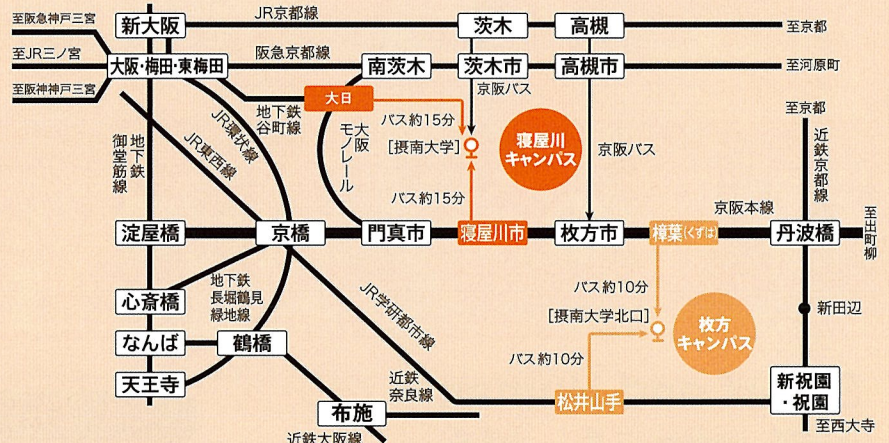 至阪急神戸三宮
新大阪
JR京都線
茨木
高槻
至京都
至JR三ノ宮
大阪・梅田・東梅田
阪急京都線
南茨木
茨木市
高槻市
至河原町
至阪神神戸三宮
地下鉄
谷町線
大日
バス約15分
京阪バス
[摂南大学]
寝屋川
キャンパス
京阪バス
至京都
近鉄京都線
地下鉄
御堂筋線
JR東西線
JR環状線
大阪
モノレール
バス約15分
京阪本線
淀屋橋
京橋
門真市
寝屋川市
枚方市
樟葉(くずは)
丹波橋
至出町柳
心斎橋
地下鉄
長堀鶴見
緑地線
JR学研都市線
バス約10分
[摂南大学北口]
枚方
キャンパス
新田辺
なんば
鶴橋
バス約10分
天王寺
近鉄
奈良線
松井山手
新祝園
・祝園
布施
近鉄大阪線
至西大寺